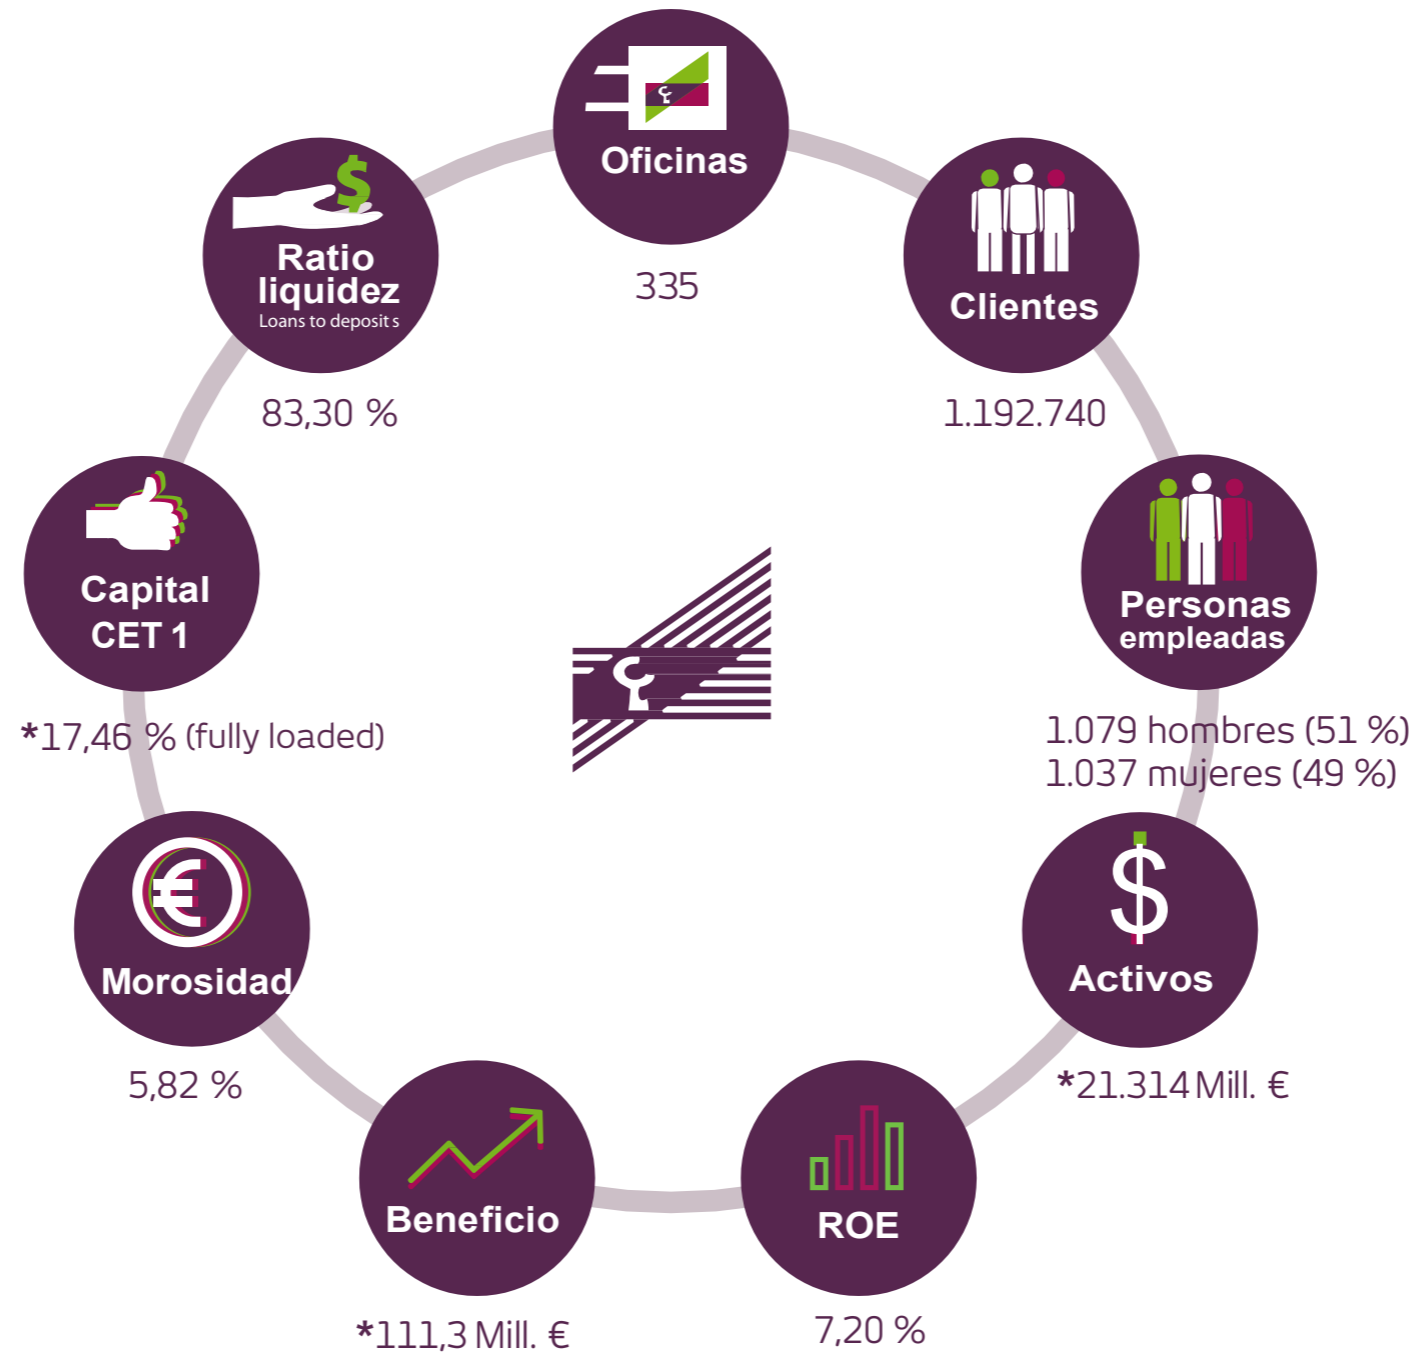 Oficinas
335
Clientes
1.192.740
Personas
empleadas
1.079 hombres (51 %)
1.037 mujeres (49 %)
$
Activos
*21.314 Mill. €
ROE
7,20 %
Beneficio
*111,3 Mill. €
€
Morosidad
5,82 %
Capital
CET 1
*17,46 % (fully loaded)
$
Ratio
liquidez
Loans to deposits
83,30 %